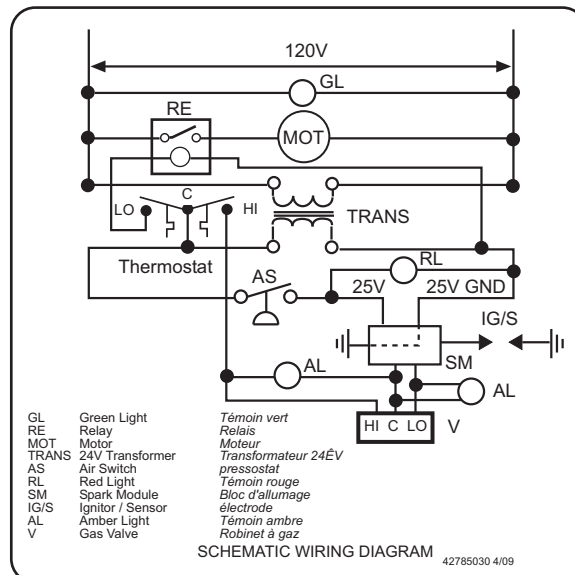 120V
GL
RE
MOT
C
LO
HI
TRANS
Thermostat
RL
AS
25V
25V GND
IG/S
SM
AL
AL
HI C LO
V
GL Green Light Témoin vert
RE Relay Relais
MOT Motor Moteur
TRANS 24V Transformer Transformateur 24ÊV
AS Air Switch pressostat
RL Red Light Témoin rouge
SM Spark Module Bloc d'allumage
IG/S Ignitor / Sensor électrode
AL Amber Light Témoin ambre
V Gas Valve Robinet à gaz
SCHEMATIC WIRING DIAGRAM
42785030 4/09